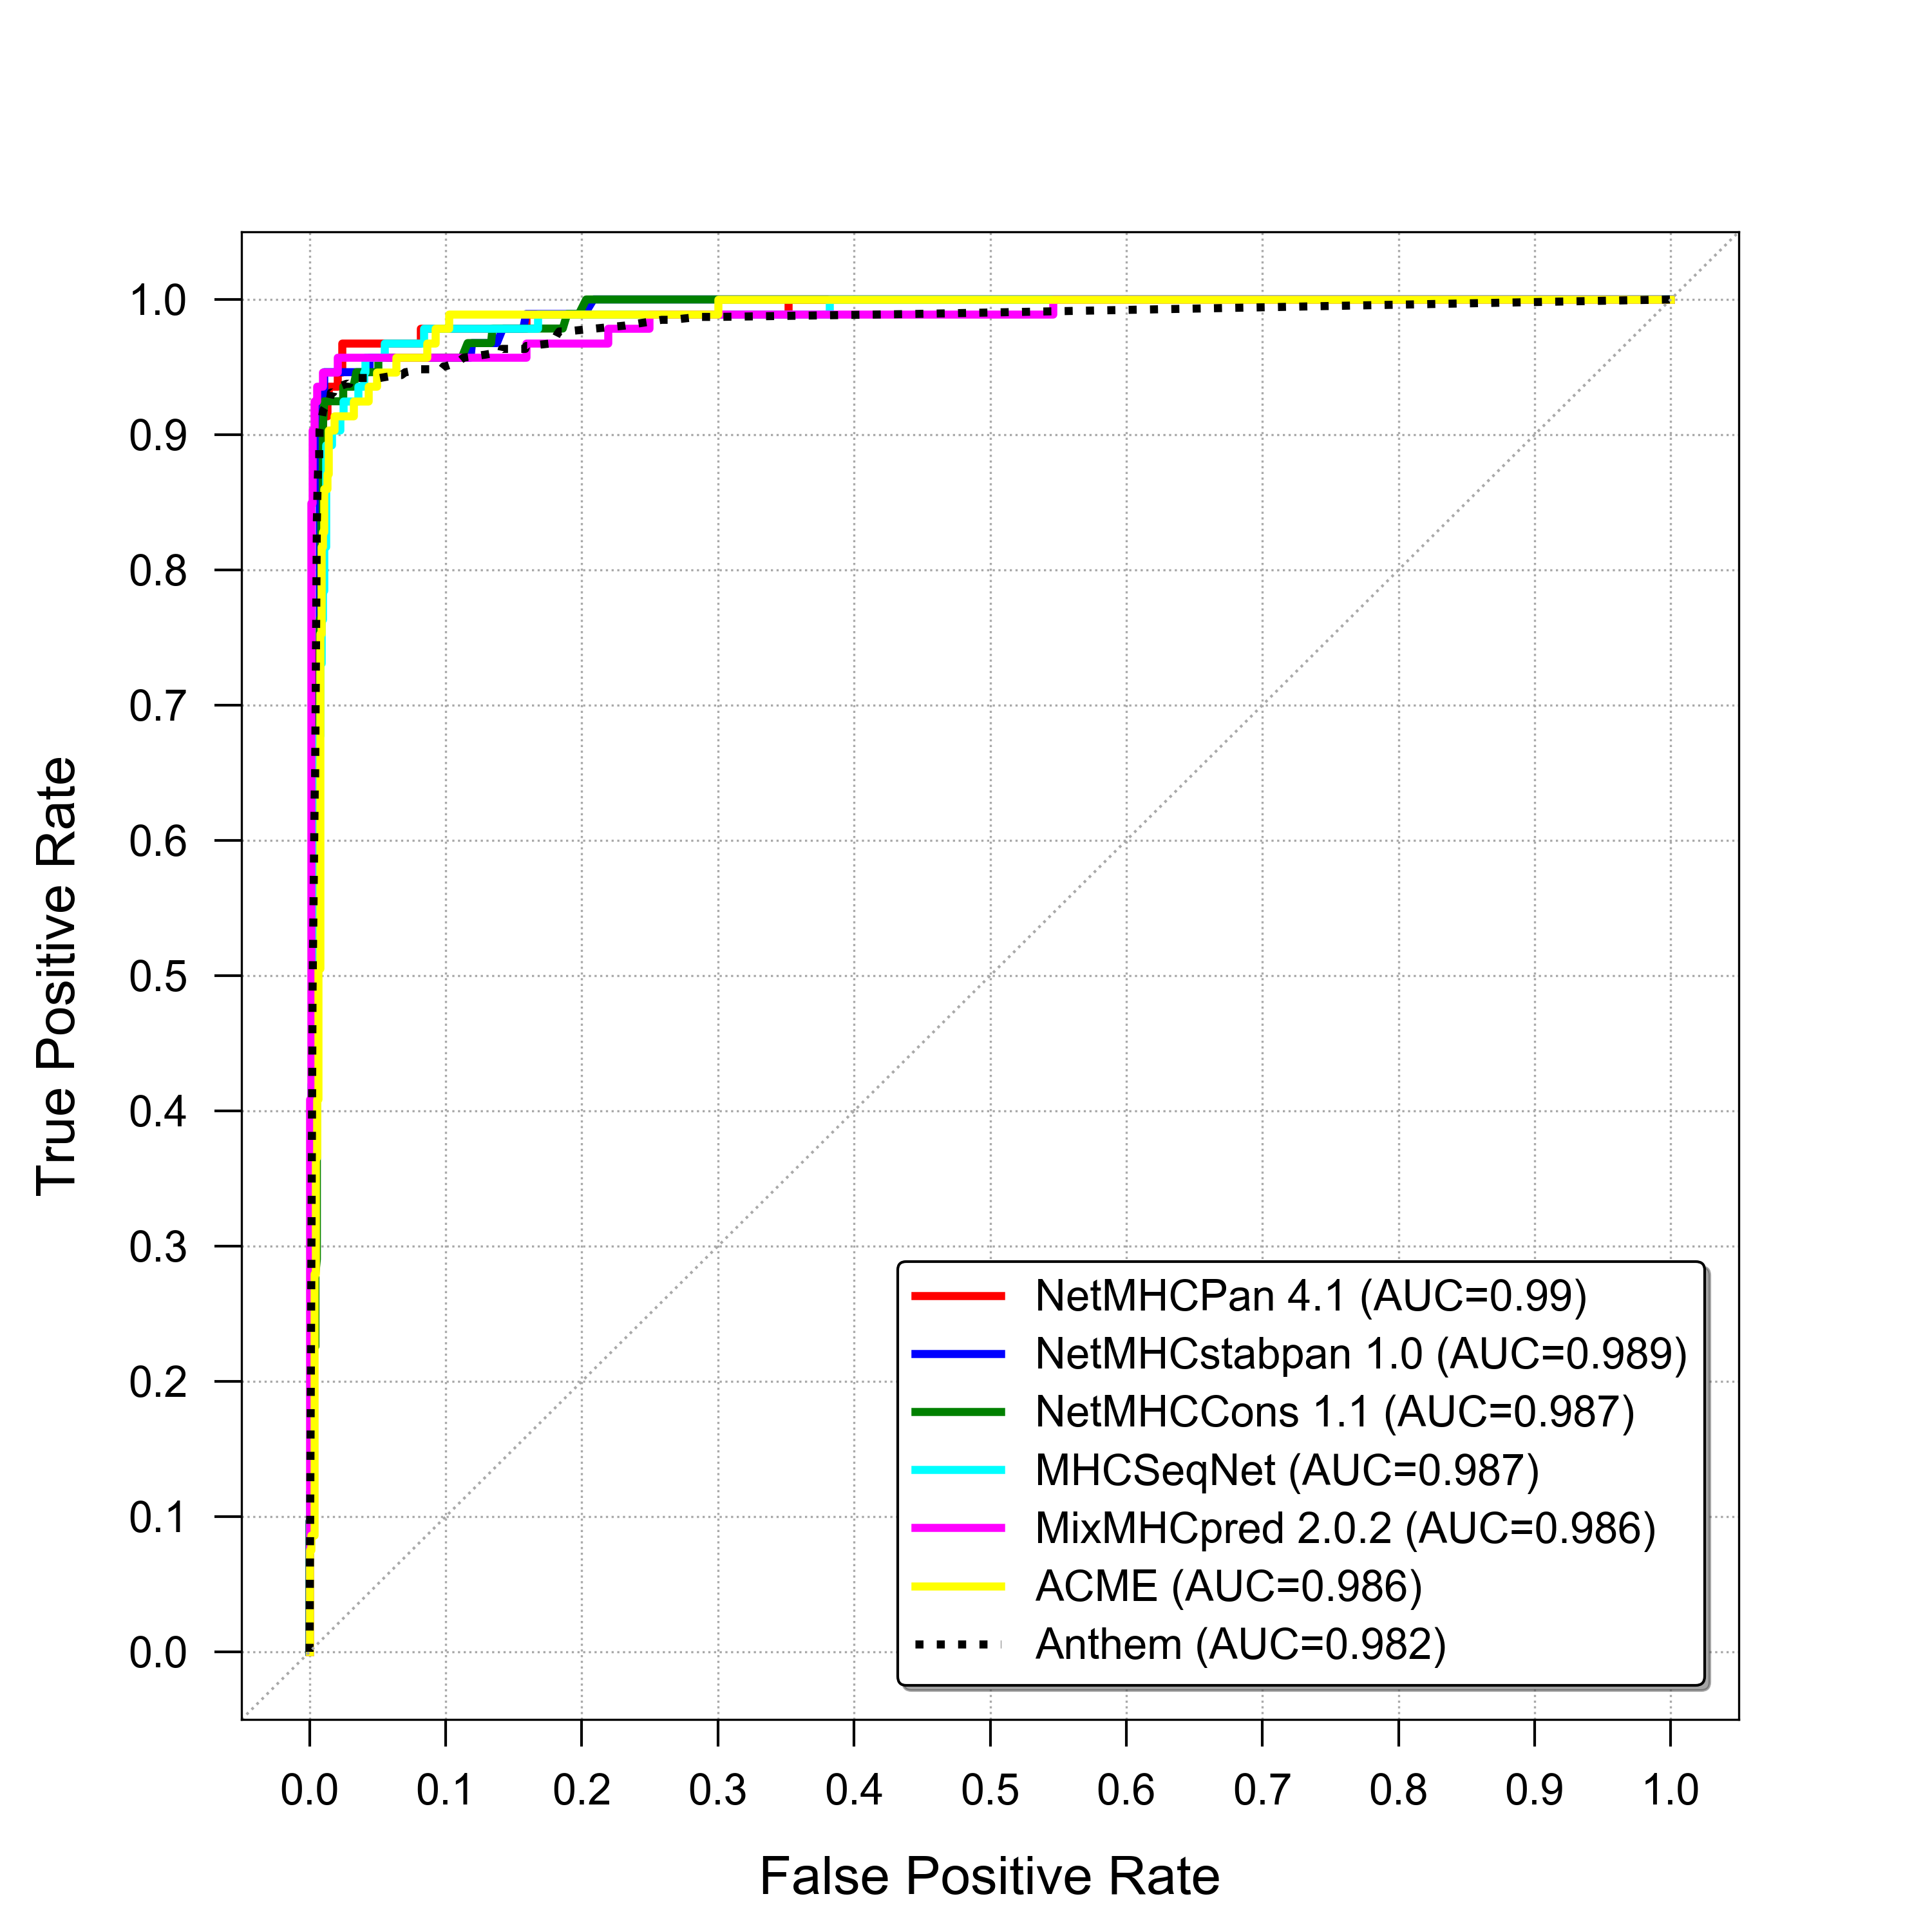 True Positive Rate
1.0
0.9
0.8
0.7
0.6
0.5
0.4
0.3
0.2
0.1
0.0
NetMHCPan 4.1 (AUC=0.99)
NetMHCstabpan 1.0 (AUC=0.989)
NetMHCCons 1.1 (AUC=0.987)
MHCSeqNet (AUC=0.987)
MixMHCpred 2.0.2 (AUC=0.986)
ACME (AUC=0.986)
Anthem (AUC=0.982)
0.0 0.1 0.2 0.3 0.4 0.5 0.6 0.7 0.8 0.9 1.0
False Positive Rate